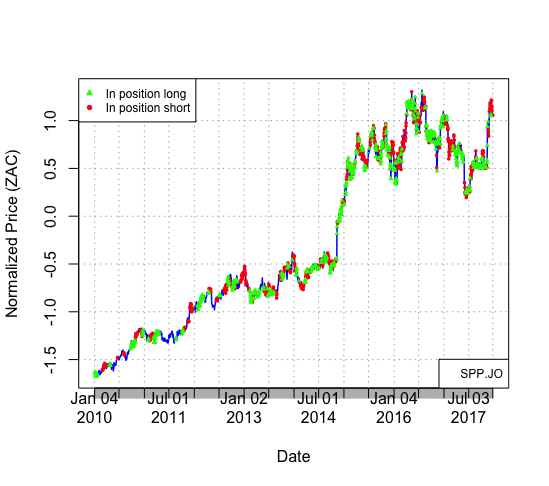 In position long
In position short
Normalized Price (ZAC)
1.0
0.5
0.0
-0.5
-1.0
-1.5
SPP.JO
Jan 04 Jul 01 Jan 02 Jul 01 Jan 04 Jul 03
2010 2011 2013 2014 2016 2017
Date